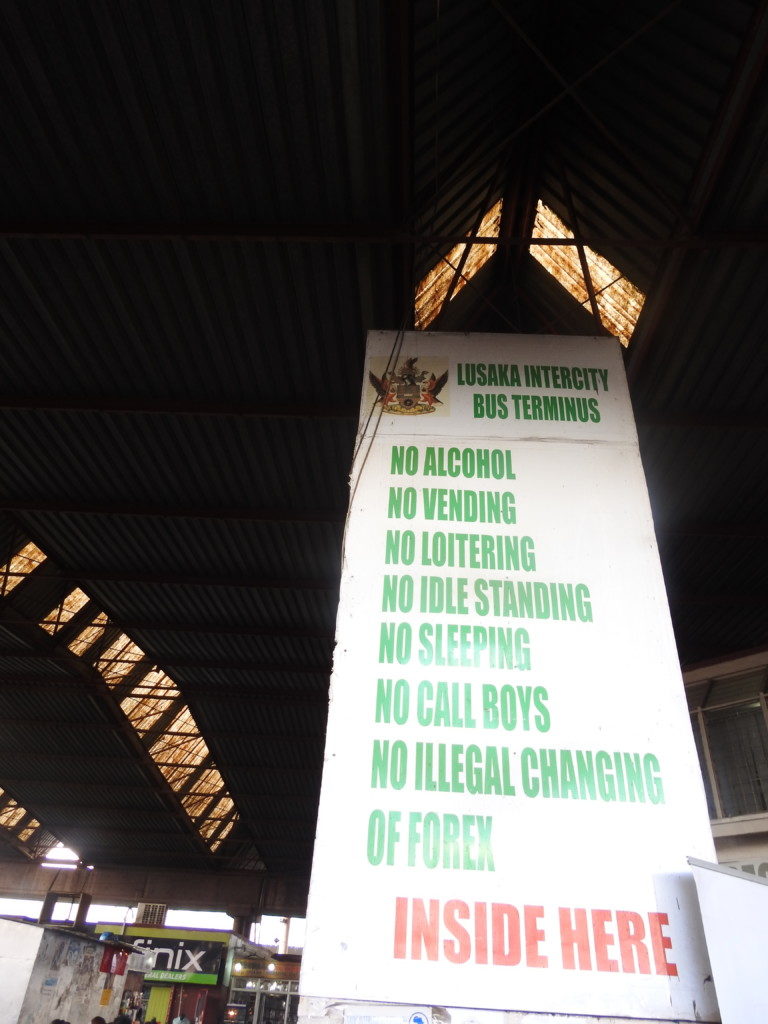 LUSAKA INTERCITY
BUS TERMINUS
NO ALCOHOL
NO VENDING
NO LOITERING
NO IDLE STANDING
NO SLEEPING
NO CALL BOYS
NO ILLEGAL CHANGING
OF FOREX
INSIDE HERE
finix
DEALERS